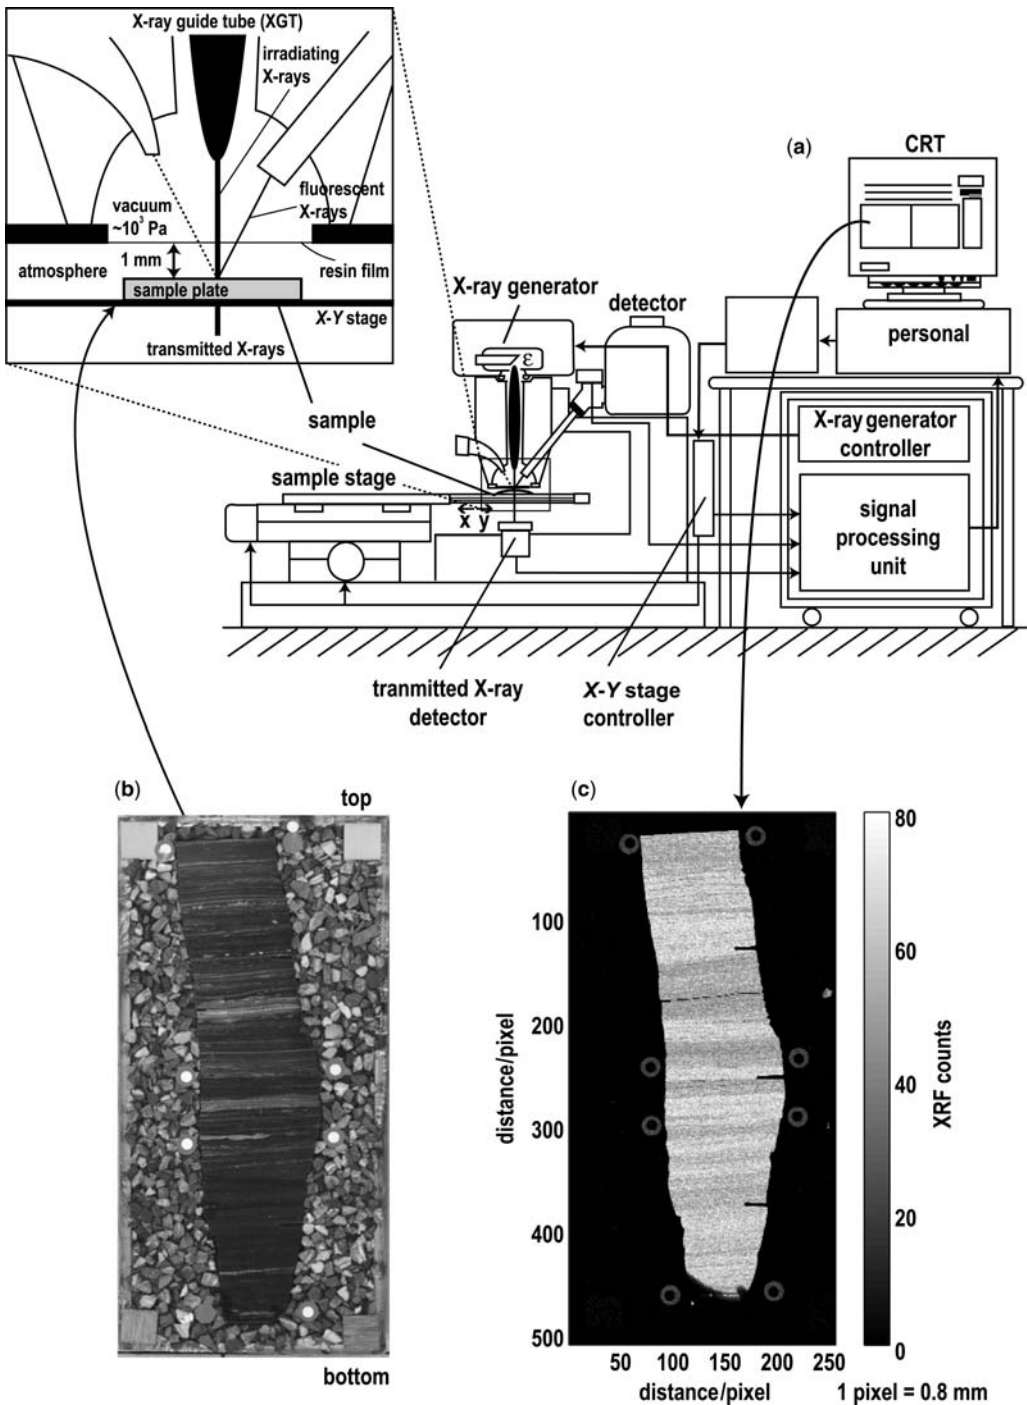 X-ray guide tube (XGT)
irradiating
X-rays
fluorescent
X-rays
vacuum
~10³ Pa
1 mm
atmosphere
resin film
sample plate
X-Y stage
transmitted X-rays
(a)
CRT
X-ray generator
detector
ε
personal
X-ray generator
controller
signal
processing
unit
sample
sample stage
x y
tranmitted X-ray
detector
X-Y stage
controller
(b)
top
bottom
(c)
100
200
300
400
500
distance/pixel
50 100 150 200 250
distance/pixel
80
60
40
20
0
XRF counts
1 pixel = 0.8 mm